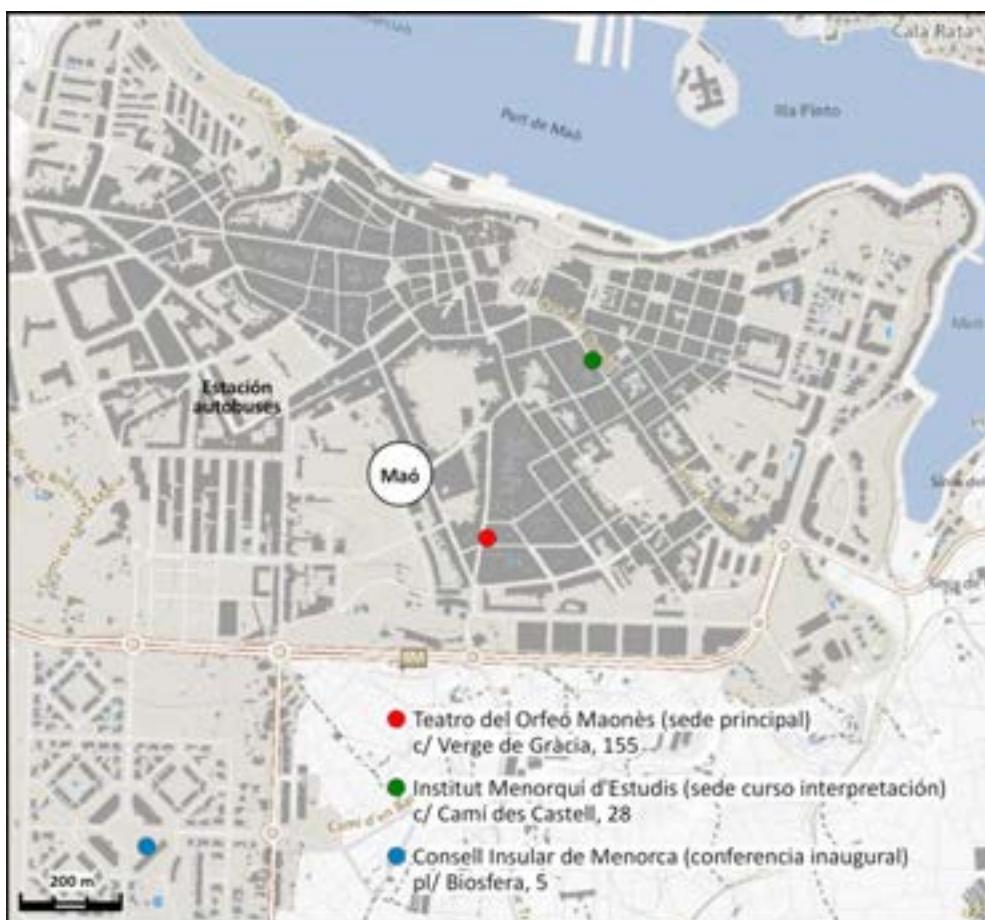 Cala Rata
Illa Pinto
Port de Maó
Estación
autobuses
Maó
Teatro del Orfeó Maonès (sede principal)
c/ Verge de Gràcia, 155
Institut Menorquí d'Estudis (sede curso interpretación)
c/ Camí des Castell, 28
Camí d'en
Consell Insular de Menorca (conferencia inaugural)
pl/ Biosfera, 5
200 m